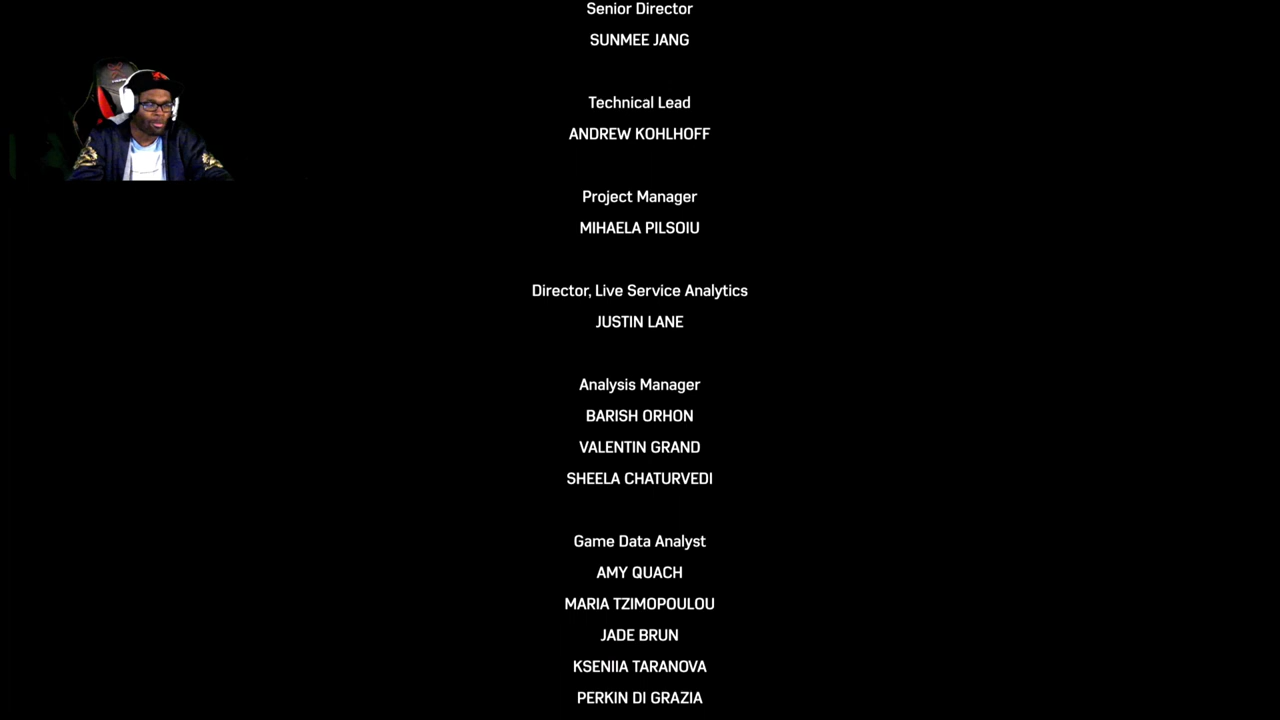 Senior Director
SUNMEE JANG
Technical Lead
ANDREW KOHLHOFF
Project Manager
MIHAELA PILSOIU
Director, Live Service Analytics
JUSTIN LANE
Analysis Manager
BARISH ORHON
VALENTIN GRAND
SHEELA CHATURVEDI
Game Data Analyst
AMY QUACH
MARIA TZIMOPOULOU
JADE BRUN
KSENIIA TARANOVA
PERKIN DI GRAZIA